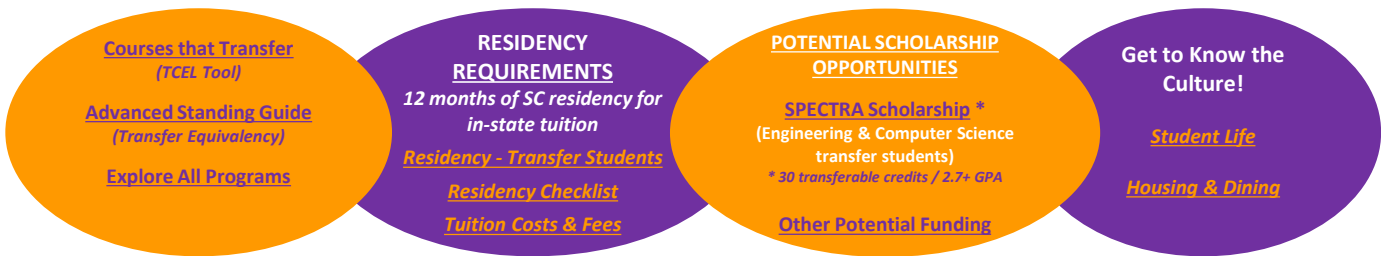 Courses that Transfer
(TCEL Tool)
Advanced Standing Guide
(Transfer Equivalency)
Explore All Programs
RESIDENCY
REQUIREMENTS
12 months of SC residency for
in-state tuition
Residency - Transfer Students
Residency Checklist
Tuition Costs & Fees
POTENTIAL SCHOLARSHIP
OPPORTUNITIES
SPECTRA Scholarship *
(Engineering & Computer Science
transfer students)
* 30 transferable credits / 2.7+ GPA
Other Potential Funding
Get to Know the
Culture!
Student Life
Housing & Dining